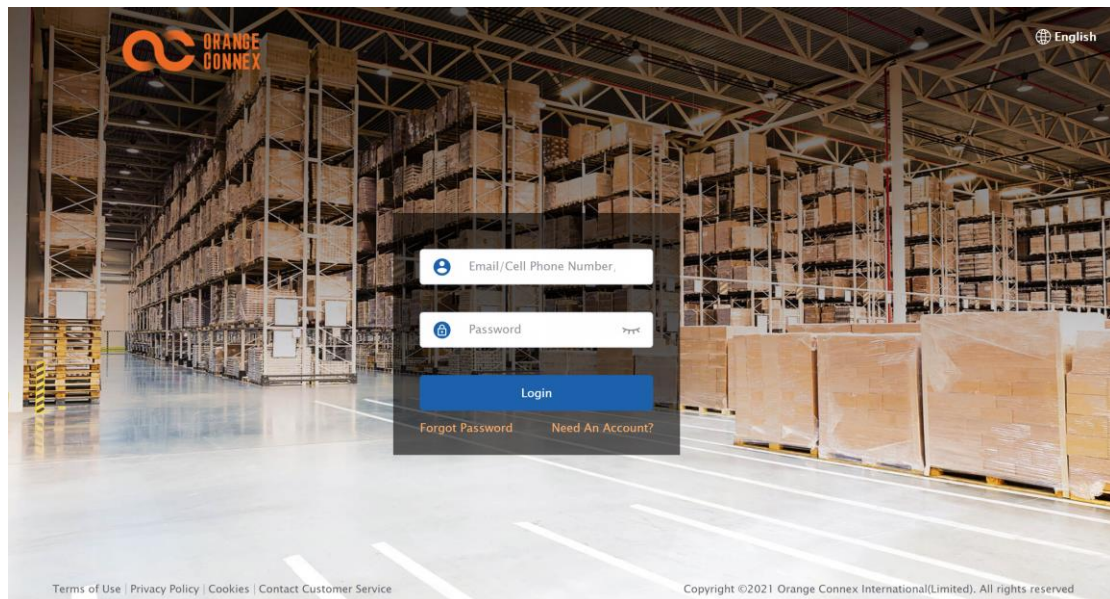 ORANGE
CONNEX
English
Email/Cell Phone Number,
Password
Login
Forgot Password Need An Account?
Terms of Use | Privacy Policy | Cookies | Contact Customer Service
Copyright ©2021 Orange Connex International(Limited). All rights reserved